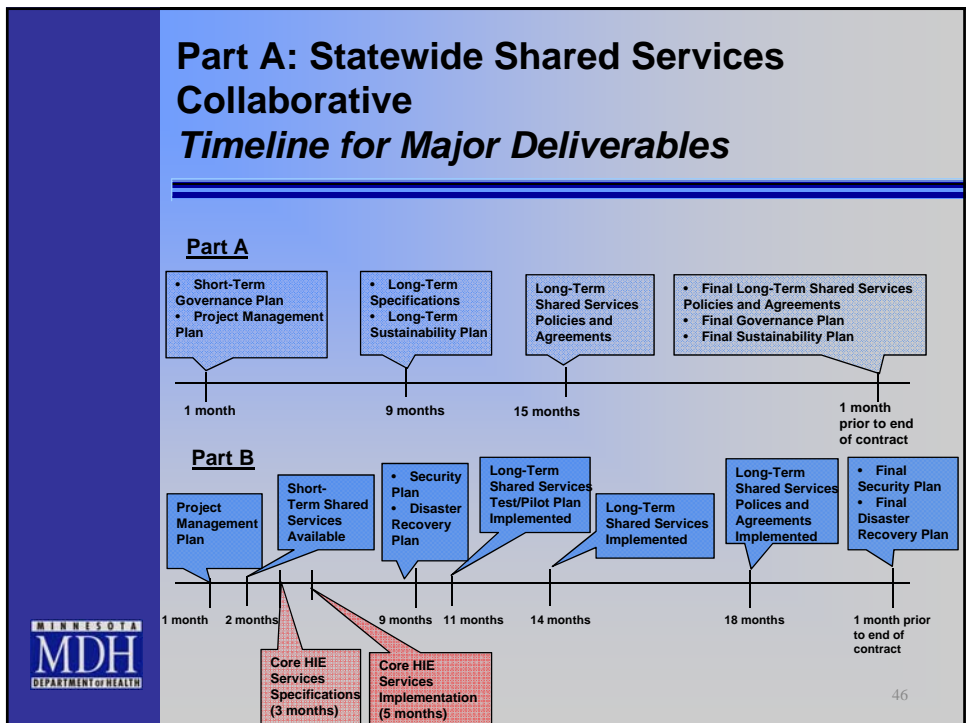 Part A: Statewide Shared Services
Collaborative
Timeline for Major Deliverables
Part A
• Short-Term
Governance Plan
• Project Management
Plan
• Long-Term
Specifications
• Long-Term
Sustainability Plan
Long-Term
Shared Services
Policies and
Agreements
• Final Long-Term Shared Services
Policies and Agreements
• Final Governance Plan
• Final Sustainability Plan
1 month
9 months
15 months
1 month
prior to end
of contract
Part B
Project
Management
Plan
Short-
Term Shared
Services
Available
• Security
Plan
• Disaster
Recovery
Plan
Long-Term
Shared Services
Test/Pilot Plan
Implemented
Long-Term
Shared Services
Implemented
Long-Term
Shared Services
Polices and
Agreements
Implemented
• Final
Security Plan
• Final
Disaster
Recovery Plan
1 month
2 months
9 months
11 months
14 months
18 months
1 month prior
to end of
contract
Core HIE
Services
Specifications
(3 months)
Core HIE
Services
Implementation
(5 months)
MINNESOTA
MDH
DEPARTMENT OF HEALTH
46